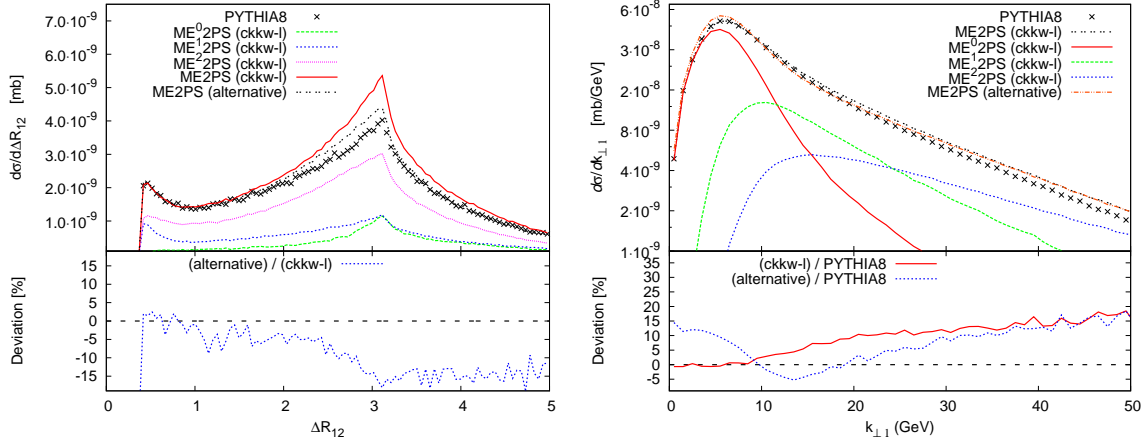 dσ/dΔR₁₂ [mb]
7.0·10⁻⁹
6.0·10⁻⁹
5.0·10⁻⁹
4.0·10⁻⁹
3.0·10⁻⁹
2.0·10⁻⁹
1.0·10⁻⁹
PYTHIA8
ME⁰2PS (ckkw-l)
ME¹2PS (ckkw-l)
ME²2PS (ckkw-l)
ME2PS (ckkw-l)
ME2PS (alternative)
Deviation [%]
15
10
5
0
-5
-10
-15
(alternative) / (ckkw-l)
0 1 2 3 4 5
ΔR₁₂
dσ/dk⊥₁ [mb/GeV]
6·10⁻⁸
3·10⁻⁸
2·10⁻⁸
8·10⁻⁹
6·10⁻⁹
4·10⁻⁹
2·10⁻⁹
1·10⁻⁹
PYTHIA8
ME2PS (ckkw-l)
ME⁰2PS (ckkw-l)
ME¹2PS (ckkw-l)
ME²2PS (ckkw-l)
ME2PS (alternative)
Deviation [%]
35
30
25
20
15
10
5
0
-5
(ckkw-l) / PYTHIA8
(alternative) / PYTHIA8
0 10 20 30 40 50
k⊥₁ (GeV)